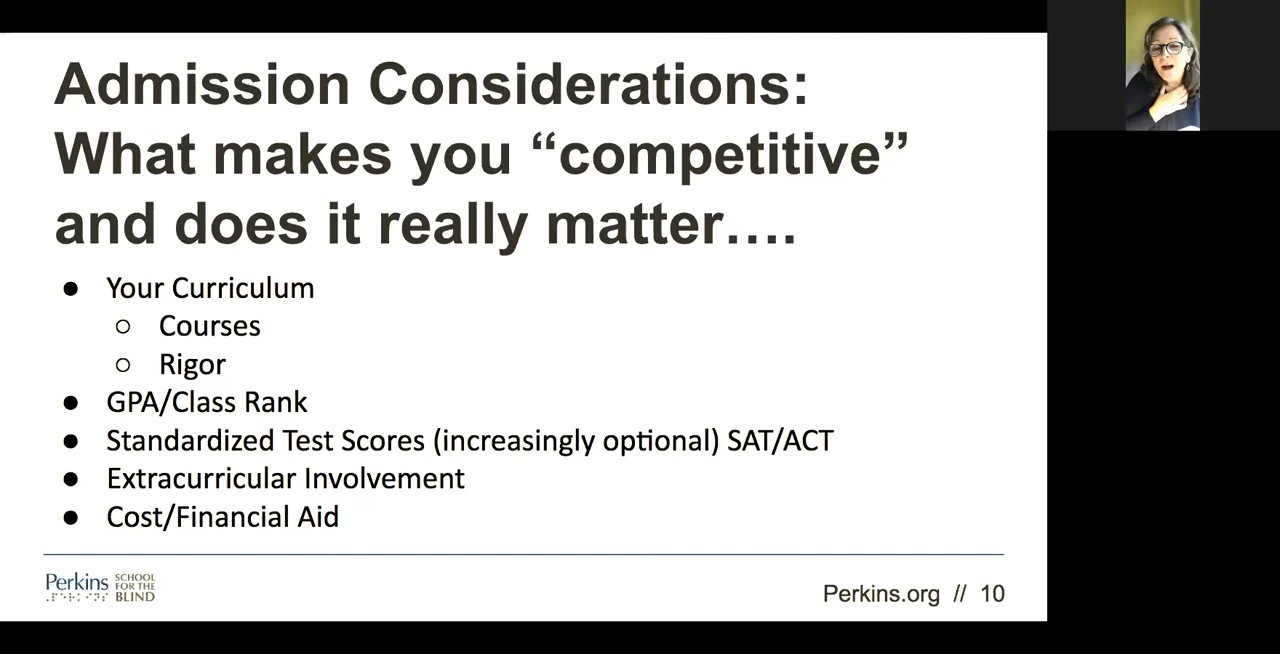 Admission Considerations:
What makes you “competitive”
and does it really matter….
● Your Curriculum
○ Courses
○ Rigor
● GPA/Class Rank
● Standardized Test Scores (increasingly optional) SAT/ACT
● Extracurricular Involvement
● Cost/Financial Aid
Perkins SCHOOL FOR THE BLIND
⠠⠏⠑⠗⠅⠊⠝⠎
Perkins.org // 10